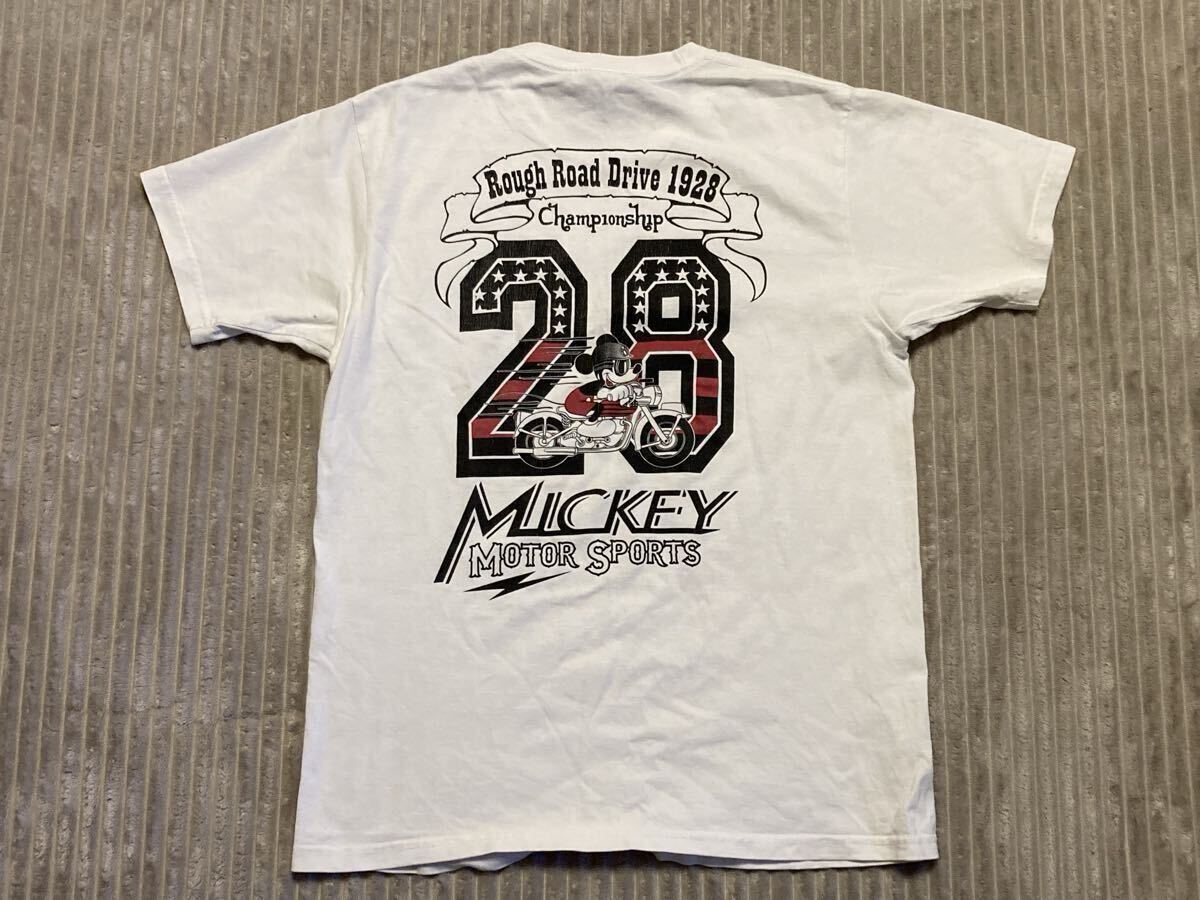 Rough Road Drive 1928
Championship
28
MICKEY
MOTOR SPORTS